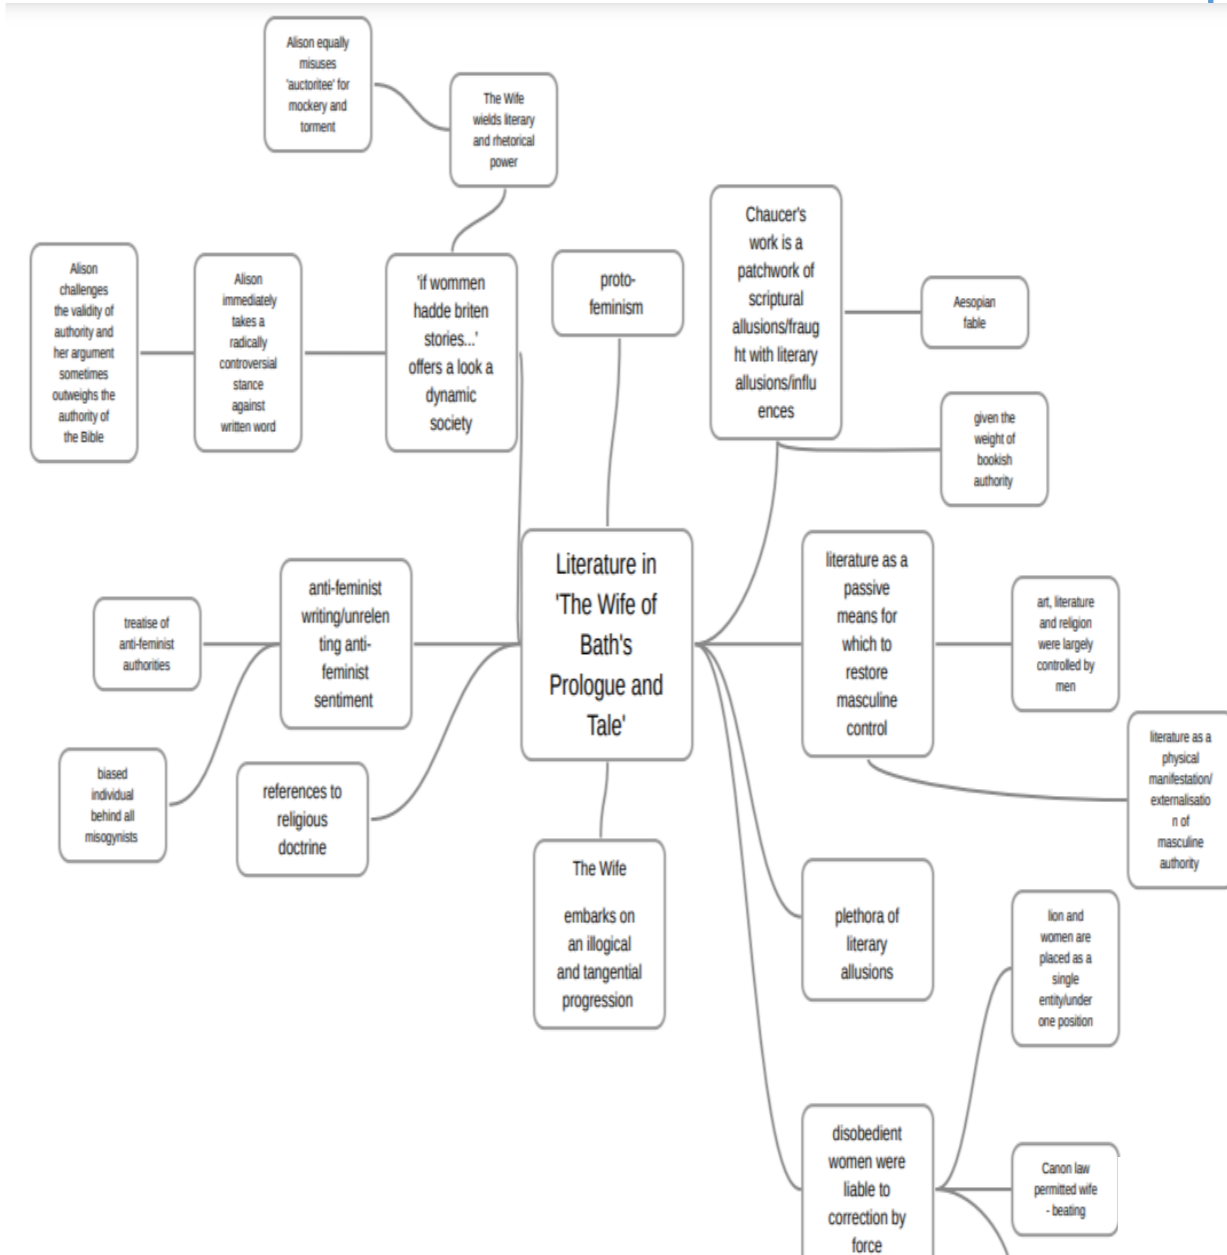 Alison equally
misuses
'auctoritee' for
mockery and
torment
The Wife
wields literary
and rhetorical
power
Alison
challenges
the validity of
authority and
her argument
sometimes
outweighs the
authority of
the Bible
Alison
immediately
takes a
radically
controversial
stance
against
written word
'if wommen
hadde briten
stories...'
offers a look a
dynamic
society
proto-
feminism
Chaucer's
work is a
patchwork of
scriptural
allusions/fraug
ht with literary
allusions/influ
ences
Aesopian
fable
given the
weight of
bookish
authority
Literature in
'The Wife of
Bath's
Prologue and
Tale'
anti-feminist
writing/unrelen
ting anti-
feminist
sentiment
treatise of
anti-feminist
authorities
biased
individual
behind all
misogynists
references to
religious
doctrine
The Wife
embarks on
an illogical
and tangential
progression
literature as a
passive
means for
which to
restore
masculine
control
art, literature
and religion
were largely
controlled by
men
literature as a
physical
manifestation/
externalisatio
n of
masculine
authority
plethora of
literary
allusions
lion and
women are
placed as a
single
entity/under
one position
disobedient
women were
liable to
correction by
force
Canon law
permitted wife
- beating